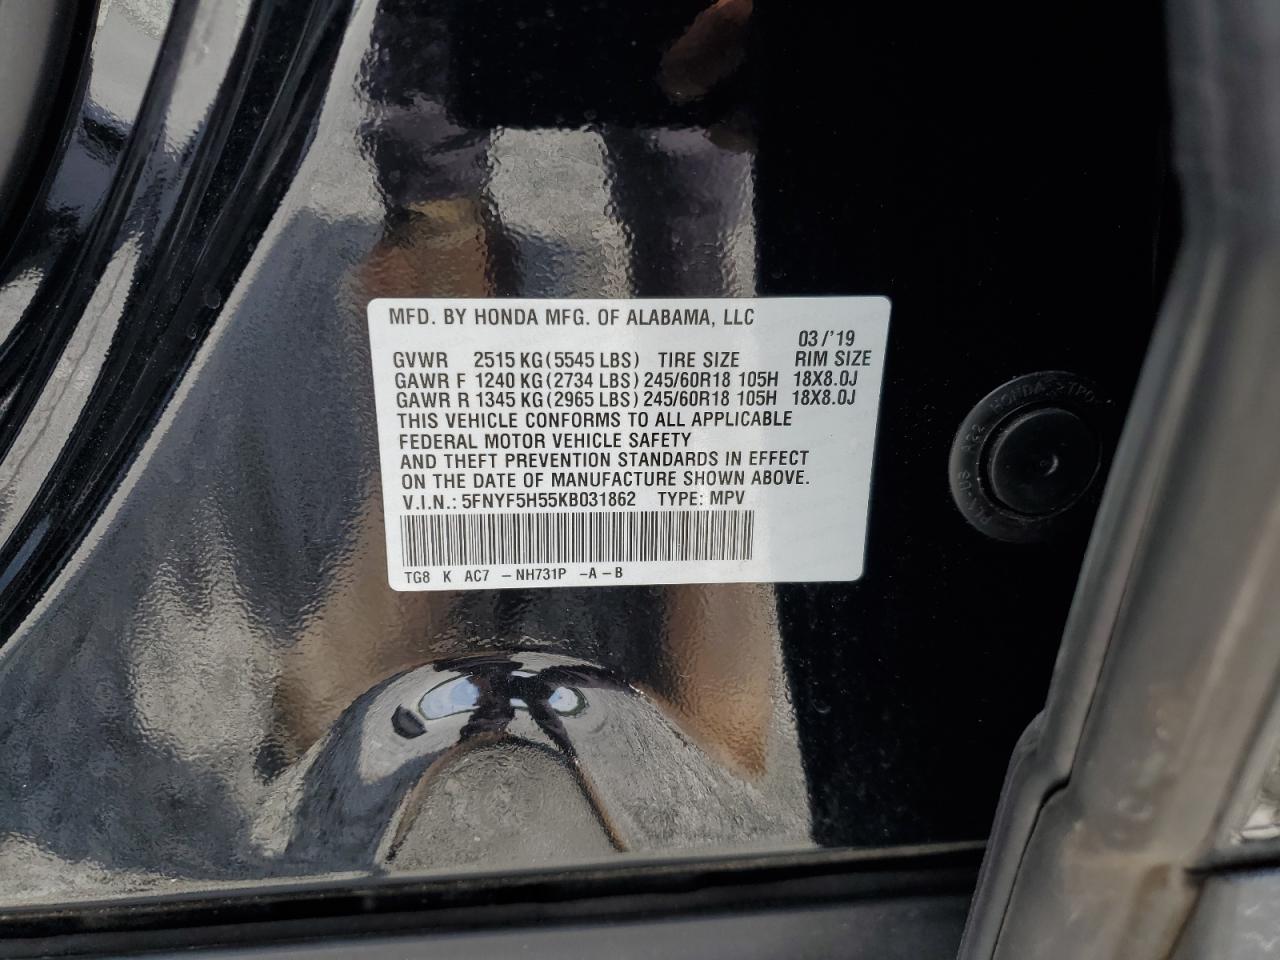 MFD. BY HONDA MFG. OF ALABAMA, LLC
03/'19
GVWR 2515 KG(5545 LBS) TIRE SIZE RIM SIZE
GAWR F 1240 KG(2734 LBS) 245/60R18 105H 18X8.0J
GAWR R 1345 KG(2965 LBS) 245/60R18 105H 18X8.0J
THIS VEHICLE CONFORMS TO ALL APPLICABLE
FEDERAL MOTOR VEHICLE SAFETY
AND THEFT PREVENTION STANDARDS IN EFFECT
ON THE DATE OF MANUFACTURE SHOWN ABOVE.
V.I.N.: 5FNYF5H55KB031862 TYPE: MPV
TG8 K AC7 -NH731P -A-B
A22 HONDA